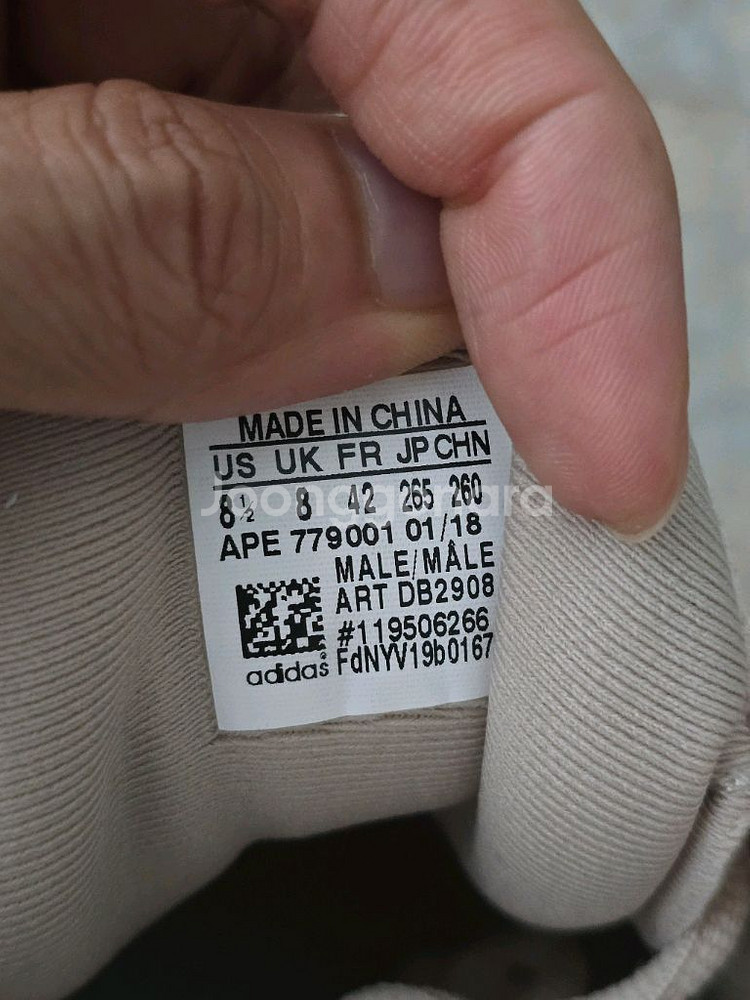 MADE IN CHINA
US UK FR JP CHN
8½ 8 42 265 260
APE 779001 01/18
MALE/MÂLE
ART DB2908
#119506266
FdNYV19b0167
adidas
Joonggonara